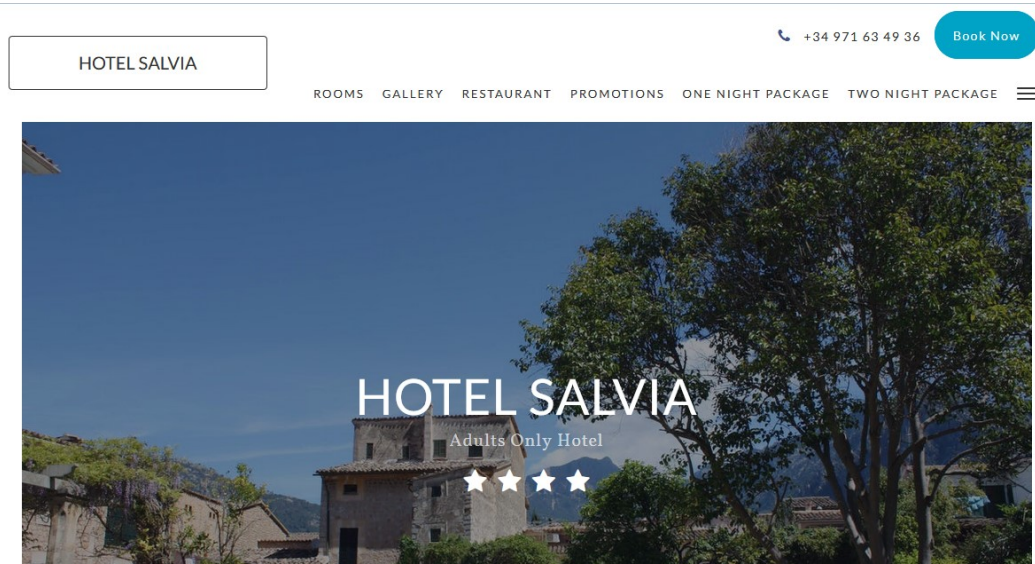 +34 971 63 49 36
Book Now
HOTEL SALVIA
ROOMS GALLERY RESTAURANT PROMOTIONS ONE NIGHT PACKAGE TWO NIGHT PACKAGE
HOTEL SALVIA
Adults Only Hotel